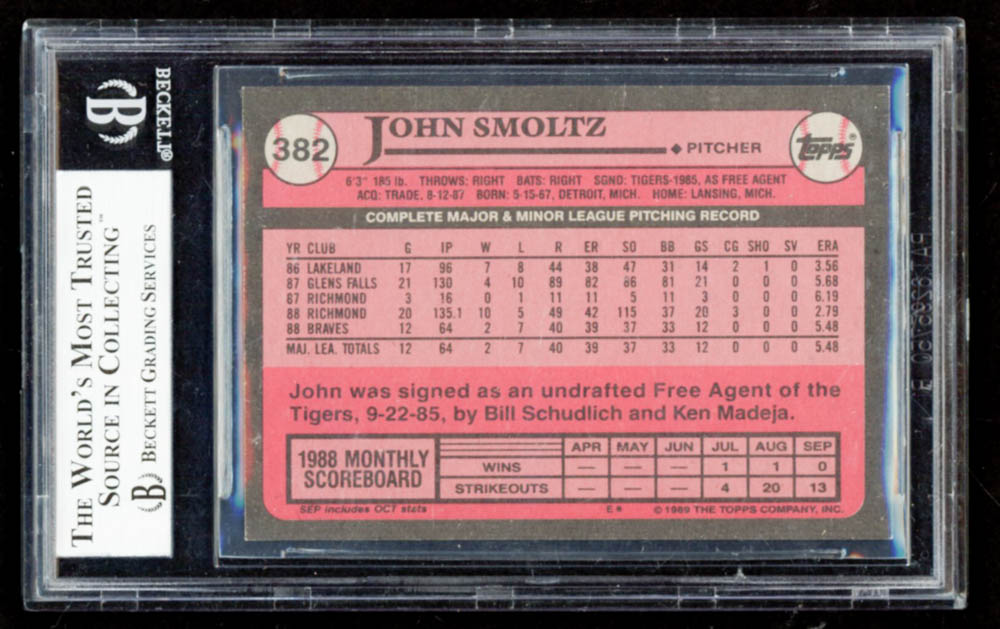 BECKETT®
B
THE WORLD'S MOST TRUSTED
SOURCE IN COLLECTING™
B BECKETT GRADING SERVICES
382
JOHN SMOLTZ
◆ PITCHER
TOPPS®
6'3" 185 lb. THROWS: RIGHT BATS: RIGHT SGND: TIGERS-1985, AS FREE AGENT
ACQ: TRADE, 8-12-87 BORN: 5-15-67, DETROIT, MICH. HOME: LANSING, MICH.
COMPLETE MAJOR & MINOR LEAGUE PITCHING RECORD
YR CLUB G IP W L R ER SO BB GS CG SHO SV ERA
86 LAKELAND 17 96 7 8 44 38 47 31 14 2 1 0 3.56
87 GLENS FALLS 21 130 4 10 89 82 86 81 21 0 0 0 5.68
87 RICHMOND 3 16 0 1 11 11 5 11 3 0 0 0 6.19
88 RICHMOND 20 135.1 10 5 49 42 115 37 20 3 0 0 2.79
88 BRAVES 12 64 2 7 40 39 37 33 12 0 0 0 5.48
MAJ. LEA. TOTALS 12 64 2 7 40 39 37 33 12 0 0 0 5.48
John was signed as an undrafted Free Agent of the
Tigers, 9-22-85, by Bill Schudlich and Ken Madeja.
1988 MONTHLY
SCOREBOARD
APR MAY JUN JUL AUG SEP
WINS — — — 1 1 0
STRIKEOUTS — — — 4 20 13
SEP includes OCT stats
E*
© 1989 THE TOPPS COMPANY, INC.